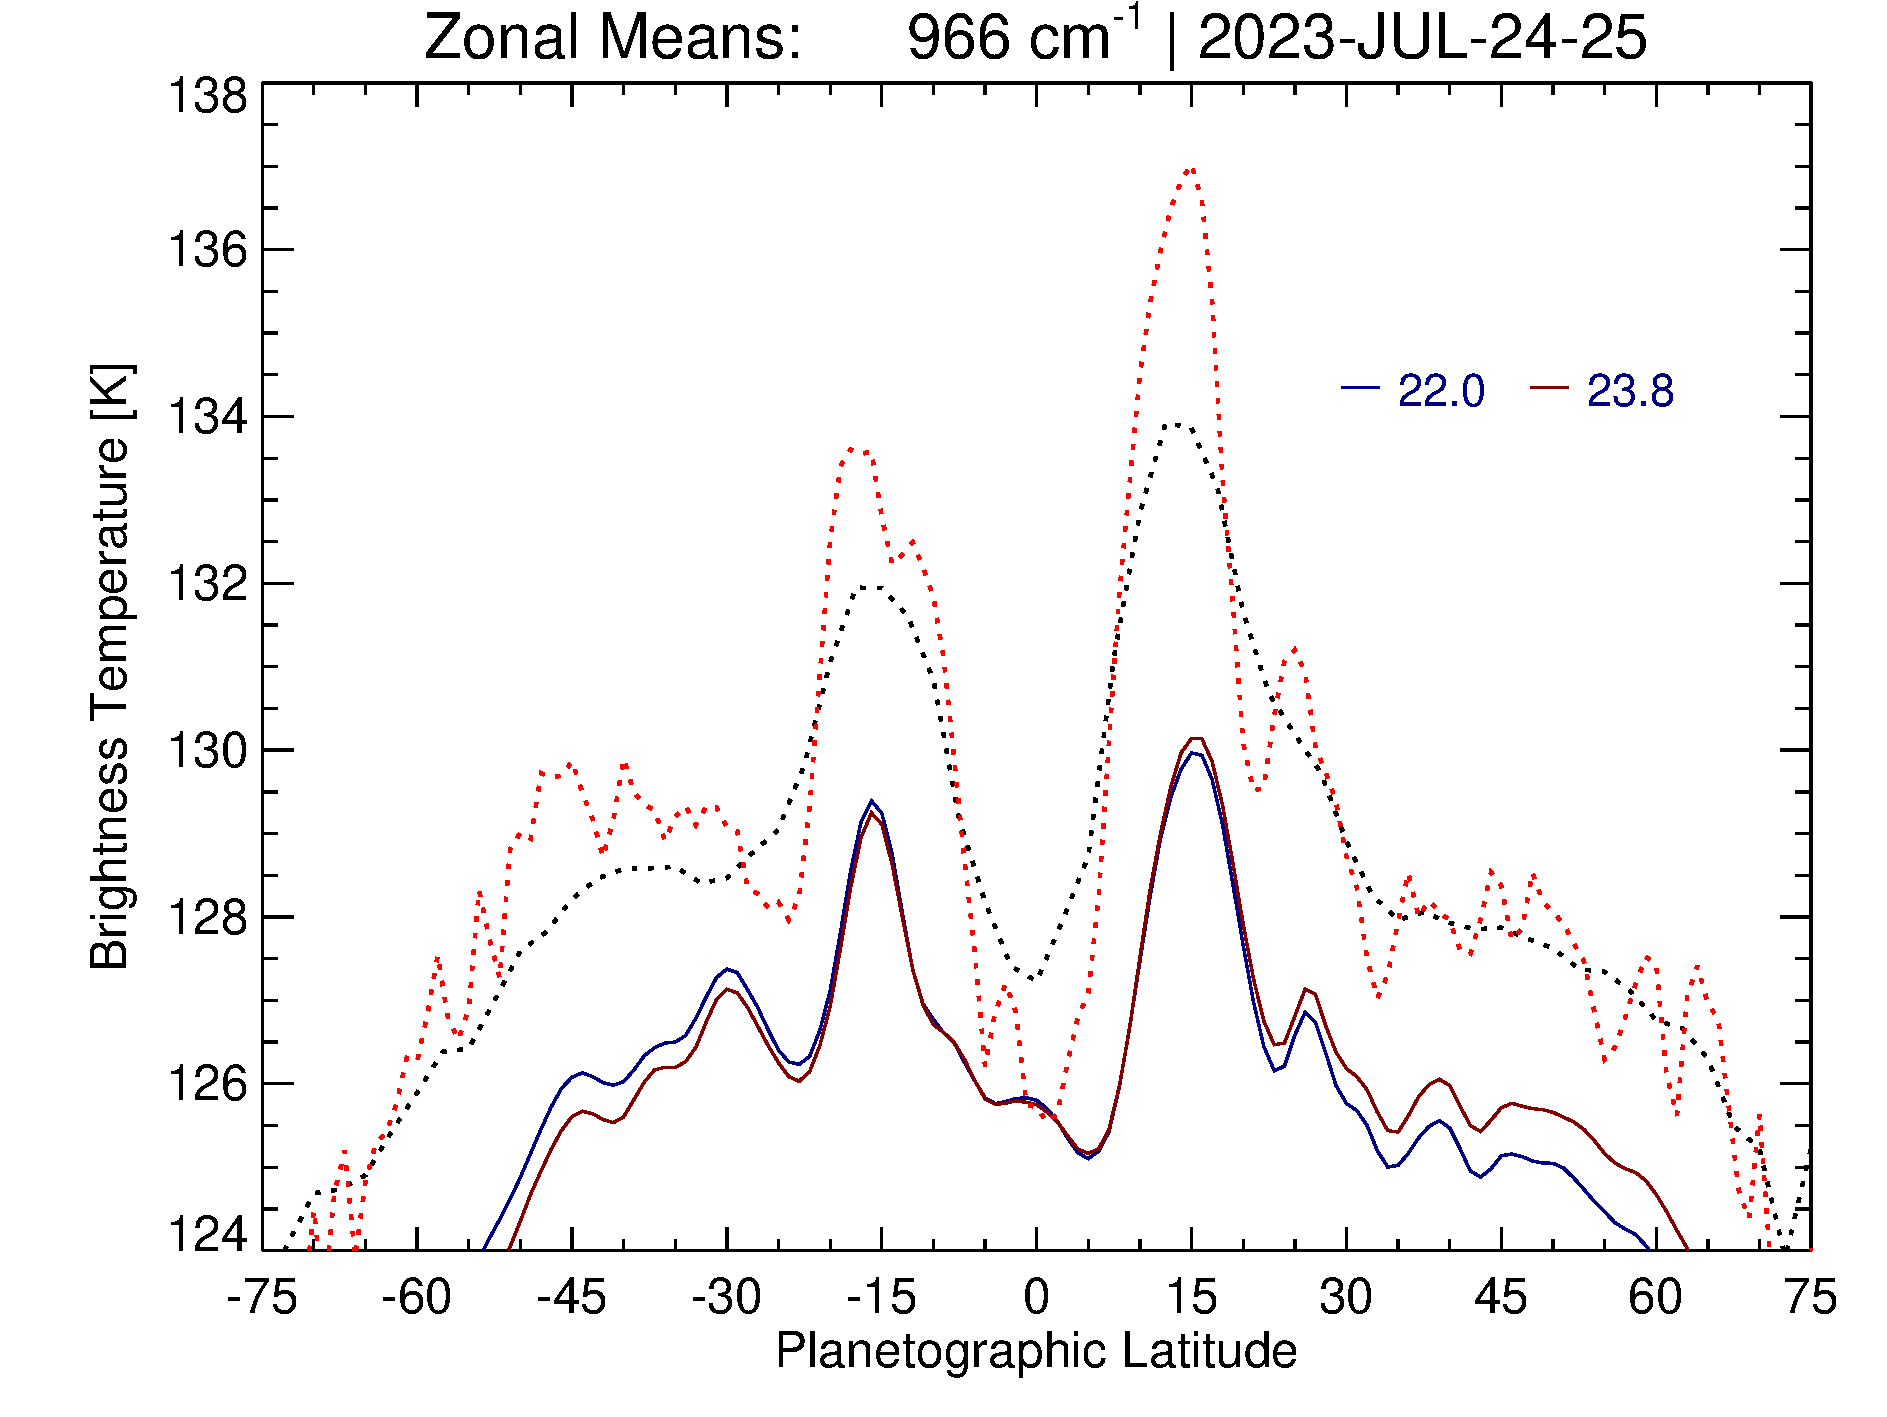 Zonal Means: 966 cm⁻¹ | 2023-JUL-24-25
138
136
134
132
130
128
126
124
Brightness Temperature [K]
22.0 23.8
-75 -60 -45 -30 -15 0 15 30 45 60 75
Planetographic Latitude